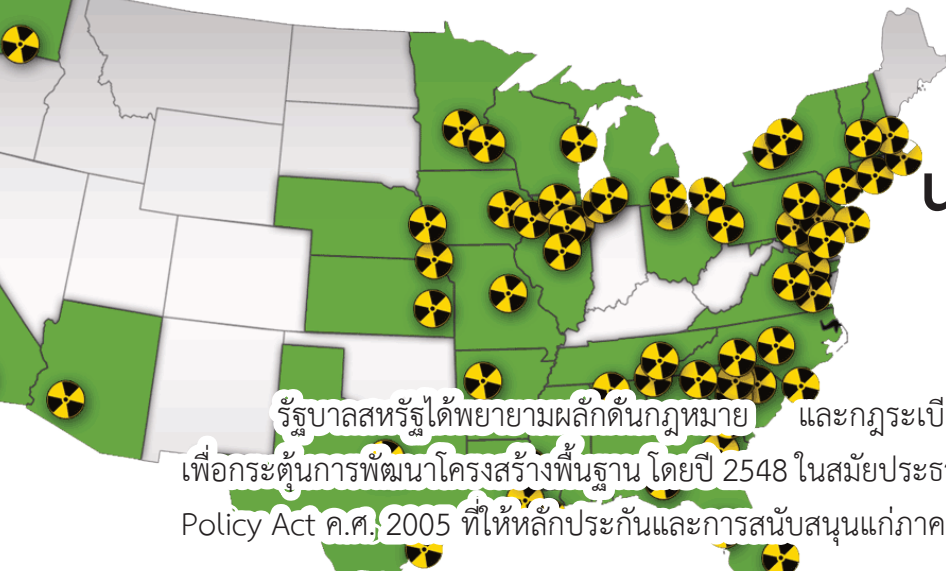 รัฐบาลสหรัฐได้พยายามผลักดันกฎหมาย และกฎระเบี
เพื่อกระตุ้นการพัฒนาโครงสร้างพื้นฐาน โดยปี 2548 ในสมัยประธา
Policy Act ค.ศ. 2005 ที่ให้หลักประกันและการสนับสนุนแก่ภาค